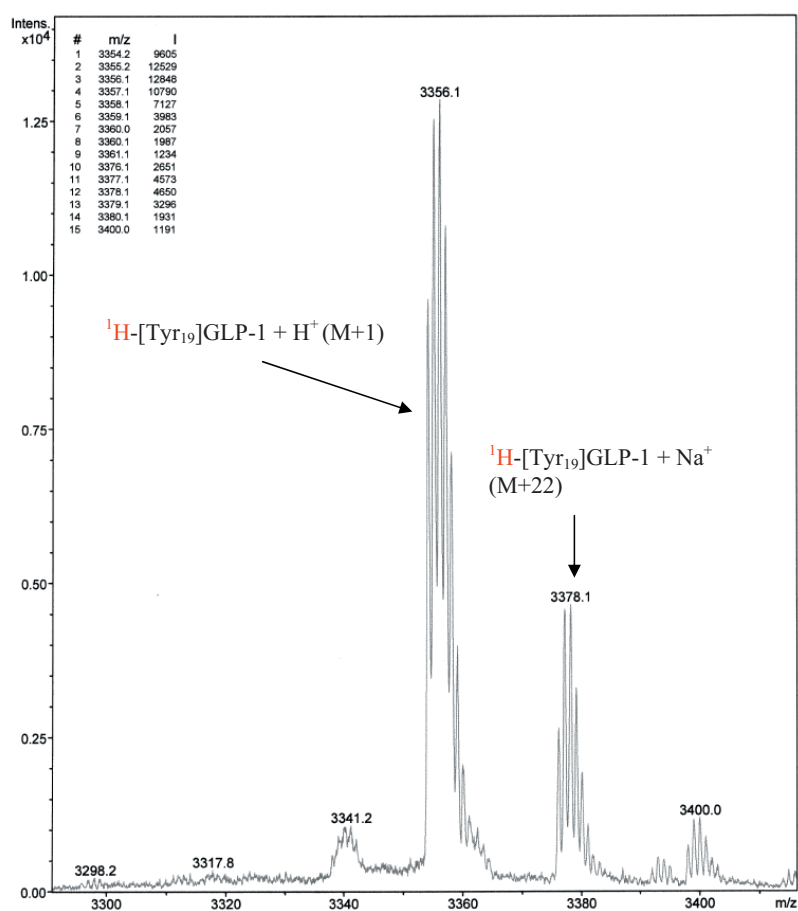 Intens.
x10⁴
# m/z I
1 3354.2 9605
2 3355.2 12529
3 3356.1 12848
4 3357.1 10790
5 3358.1 7127
6 3359.1 3983
7 3360.0 2057
8 3360.1 1987
9 3361.1 1234
10 3376.1 2651
11 3377.1 4573
12 3378.1 4650
13 3379.1 3296
14 3380.1 1931
15 3400.0 1191
3356.1
1.25
1.00
¹H-[Tyr₁₉]GLP-1 + H⁺ (M+1)
0.75
¹H-[Tyr₁₉]GLP-1 + Na⁺
(M+22)
0.50
3378.1
0.25
3341.2
3400.0
3317.8
3298.2
0.00
3300 3320 3340 3360 3380 3400 m/z